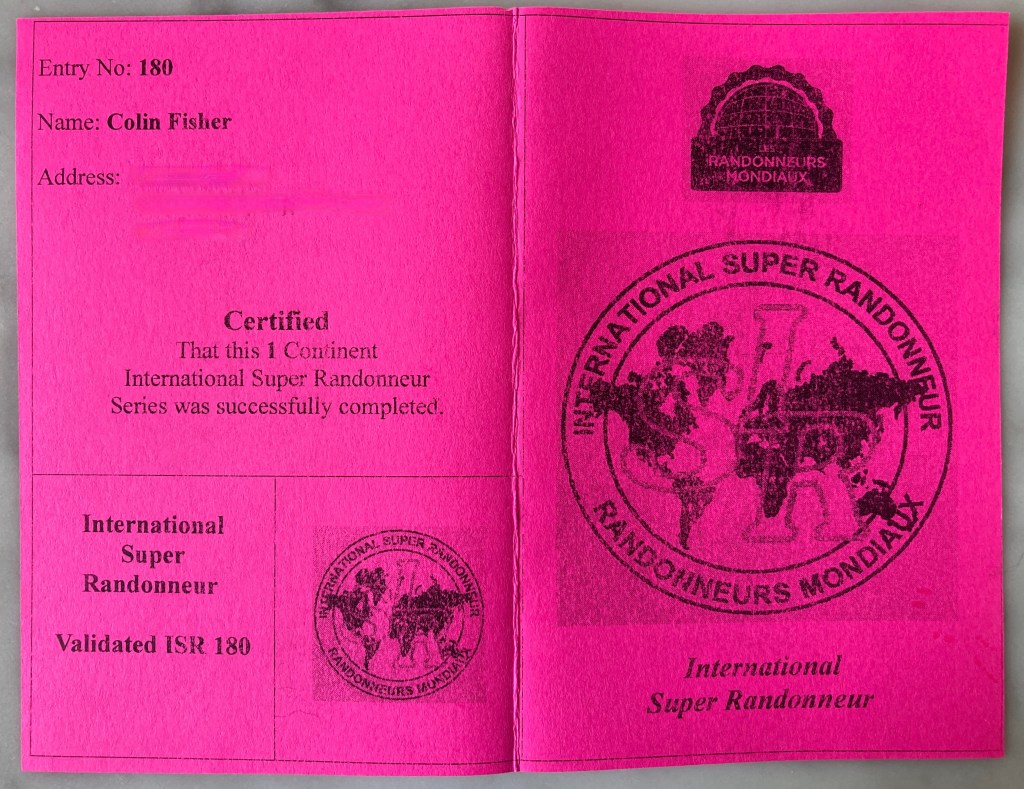 Entry No: 180
Name: Colin Fisher
Address:
Certified
That this 1 Continent
International Super Randonneur
Series was successfully completed.
International
Super
Randonneur
Validated ISR 180
INTERNATIONAL SUPER RANDONNEUR
RANDONNEURS MONDIAUX
LES
RANDONNEURS
MONDIAUX
INTERNATIONAL SUPER RANDONNEUR
ISR
RANDONNEURS MONDIAUX
International
Super Randonneur